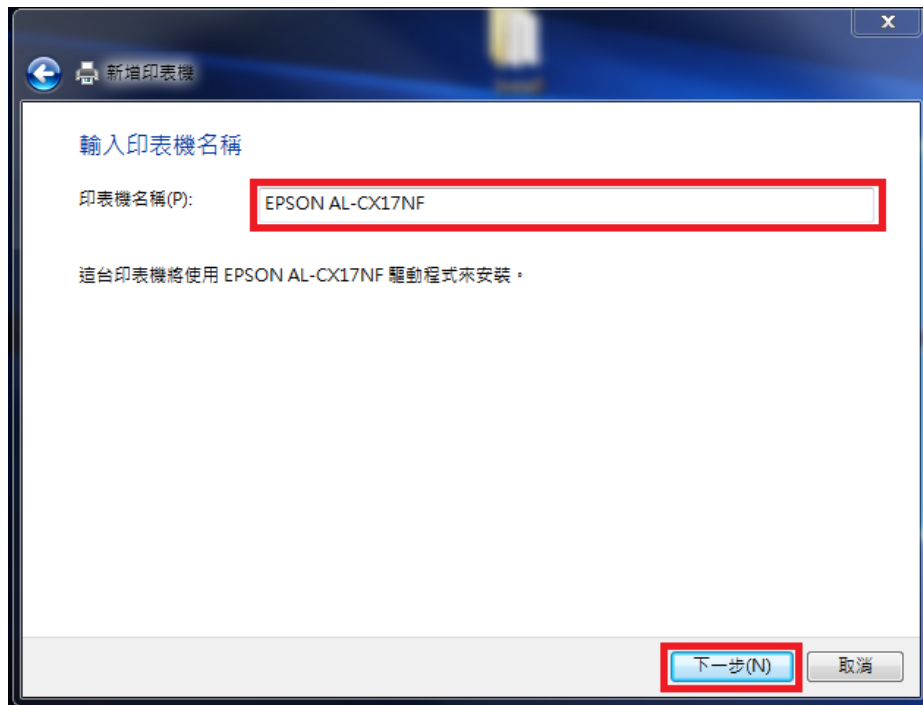 新增印表機
輸入印表機名稱
印表機名稱(P): EPSON AL-CX17NF
這台印表機將使用 EPSON AL-CX17NF 驅動程式來安裝。
下一步(N) 取消